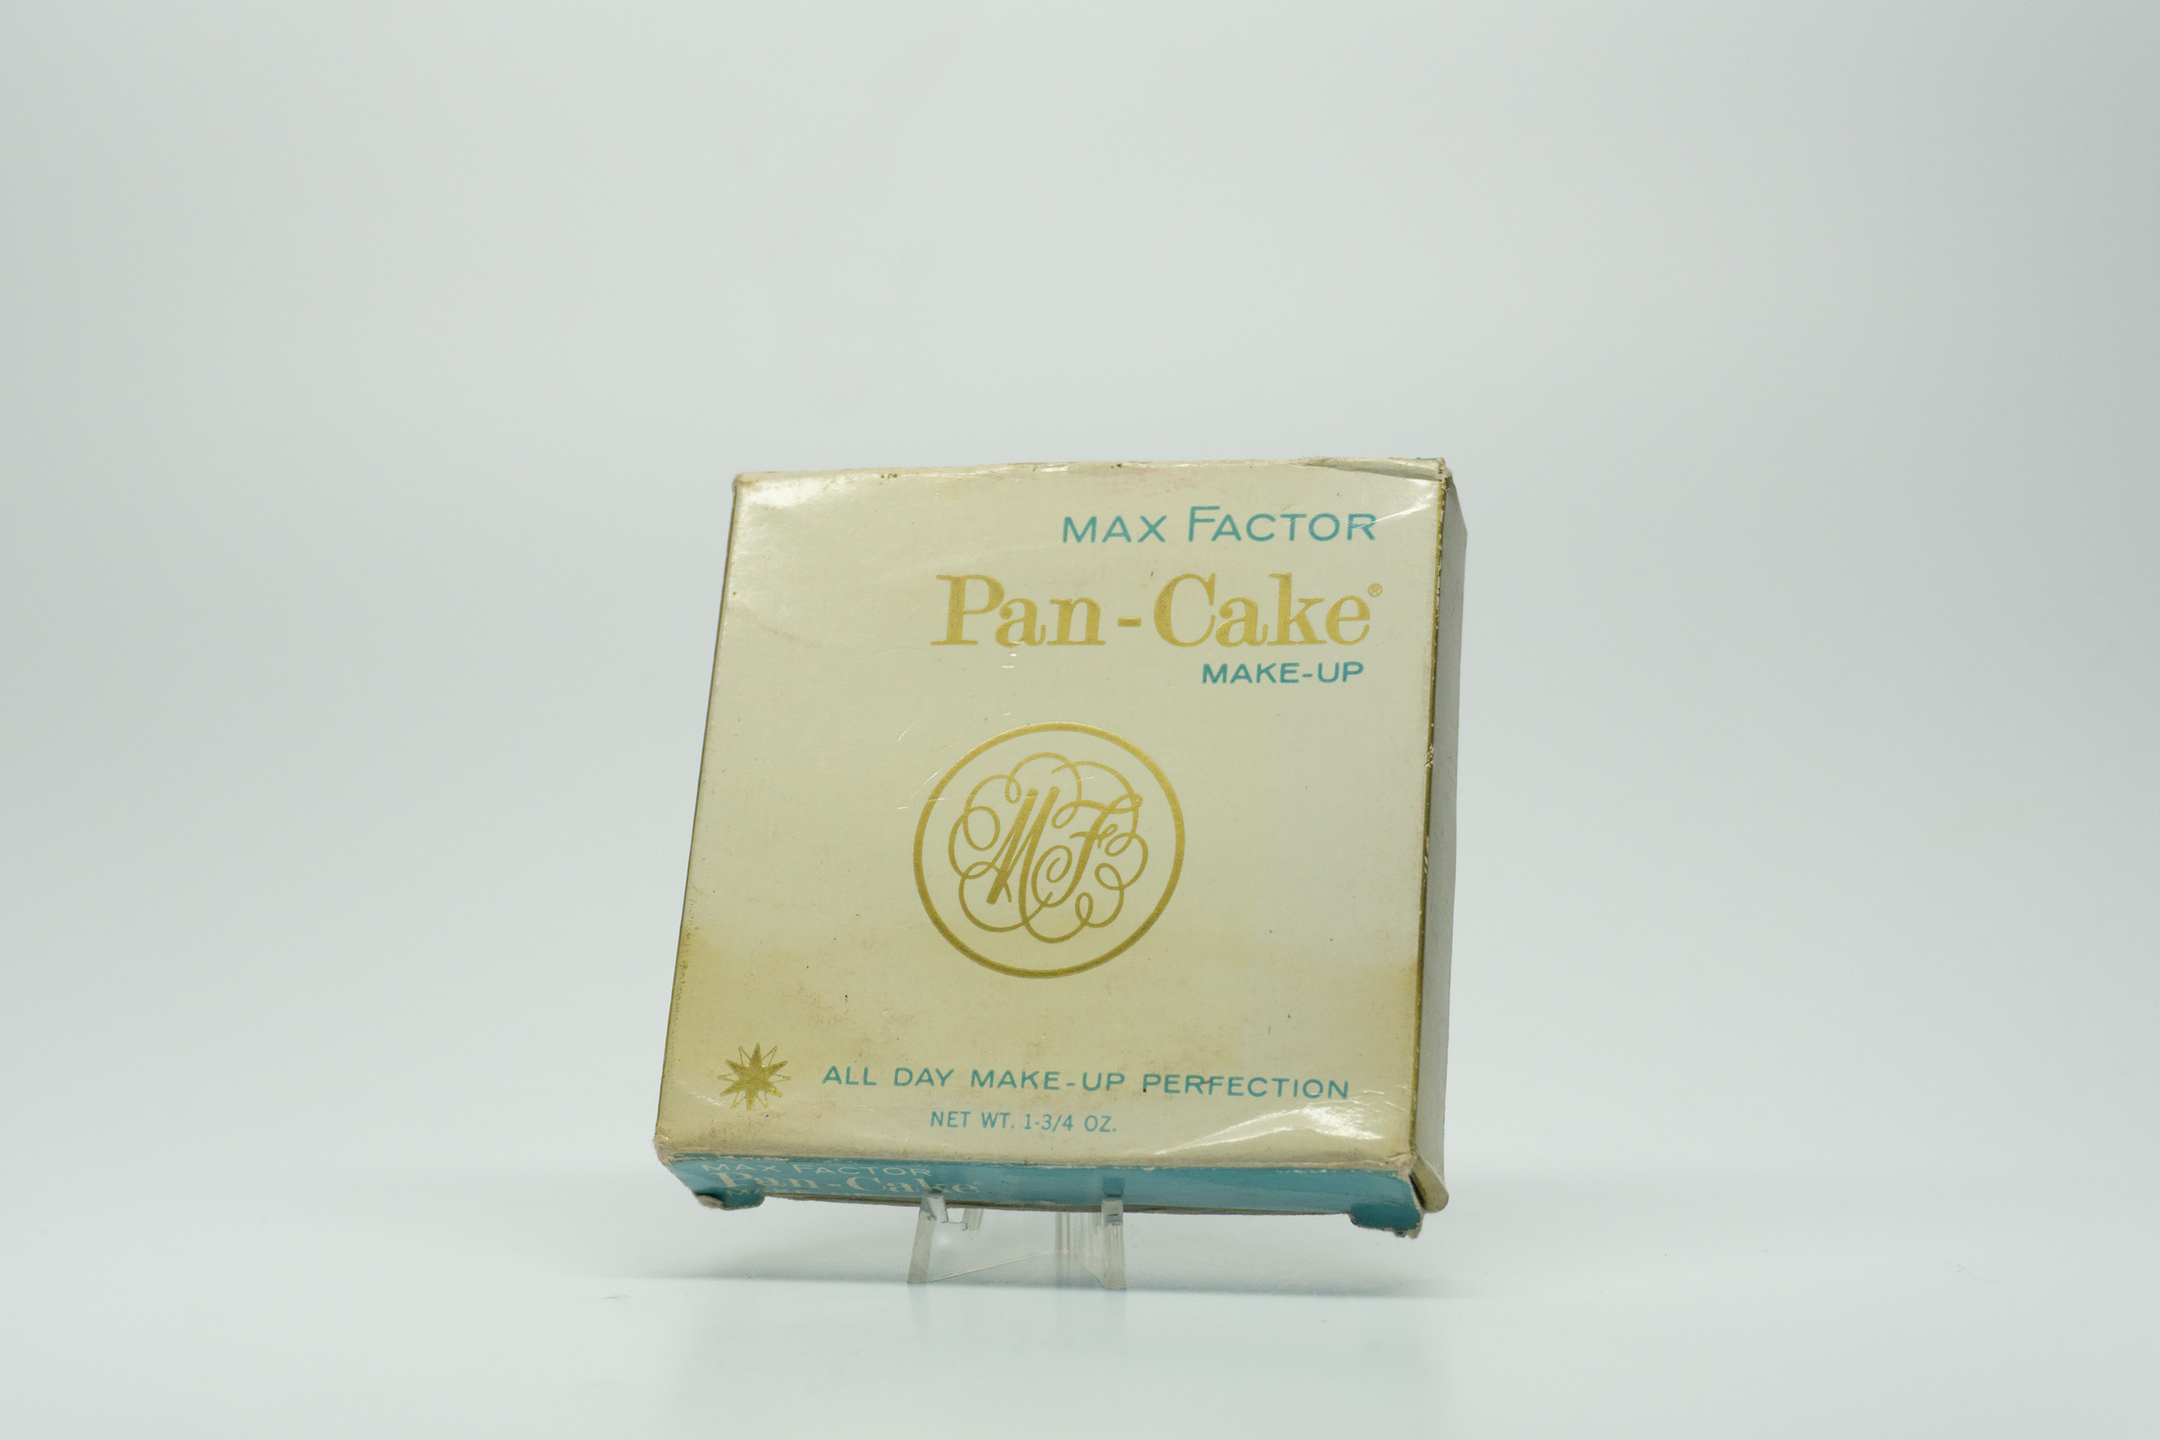 MAX FACTOR
Pan-Cake®
MAKE-UP
MF
ALL DAY MAKE-UP PERFECTION
NET WT. 1-3/4 OZ.
MAX FACTOR
Pan-Cake®